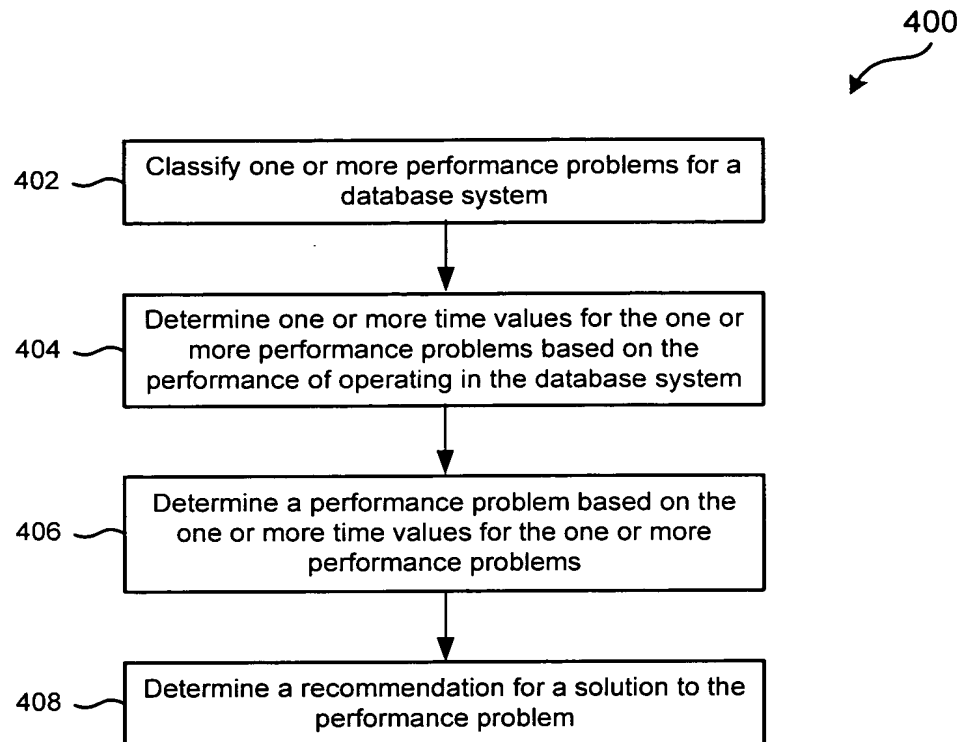 400
402
Classify one or more performance problems for a
database system
404
Determine one or more time values for the one or
more performance problems based on the
performance of operating in the database system
406
Determine a performance problem based on the
one or more time values for the one or more
performance problems
408
Determine a recommendation for a solution to the
performance problem